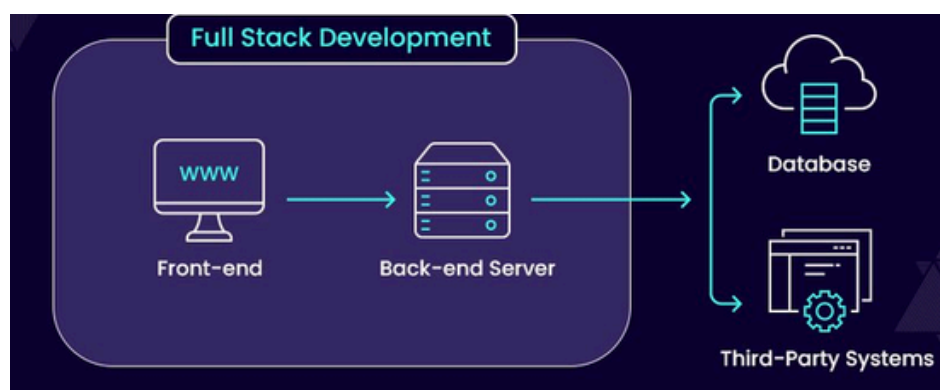 Full Stack Development
www
Front-end
Back-end Server
Database
Third-Party Systems